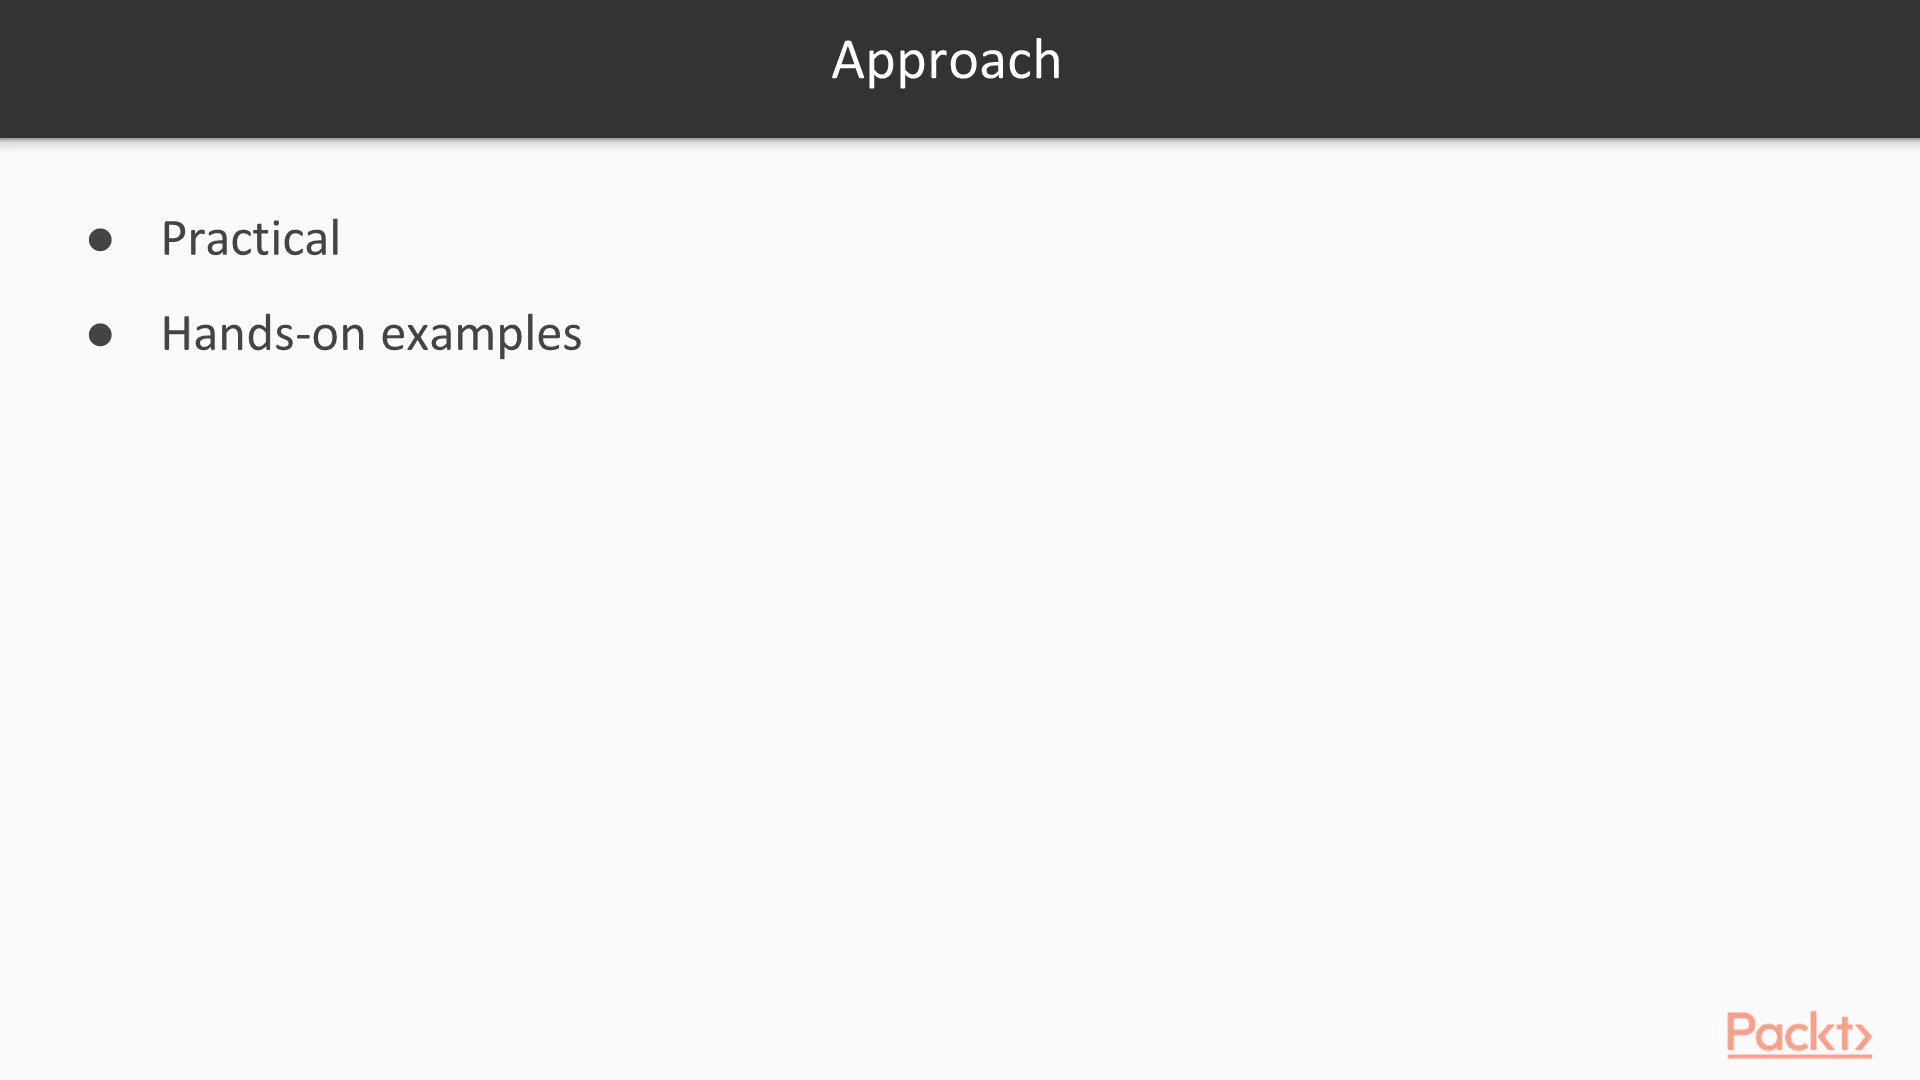 Approach
● Practical
● Hands-on examples
Packt>